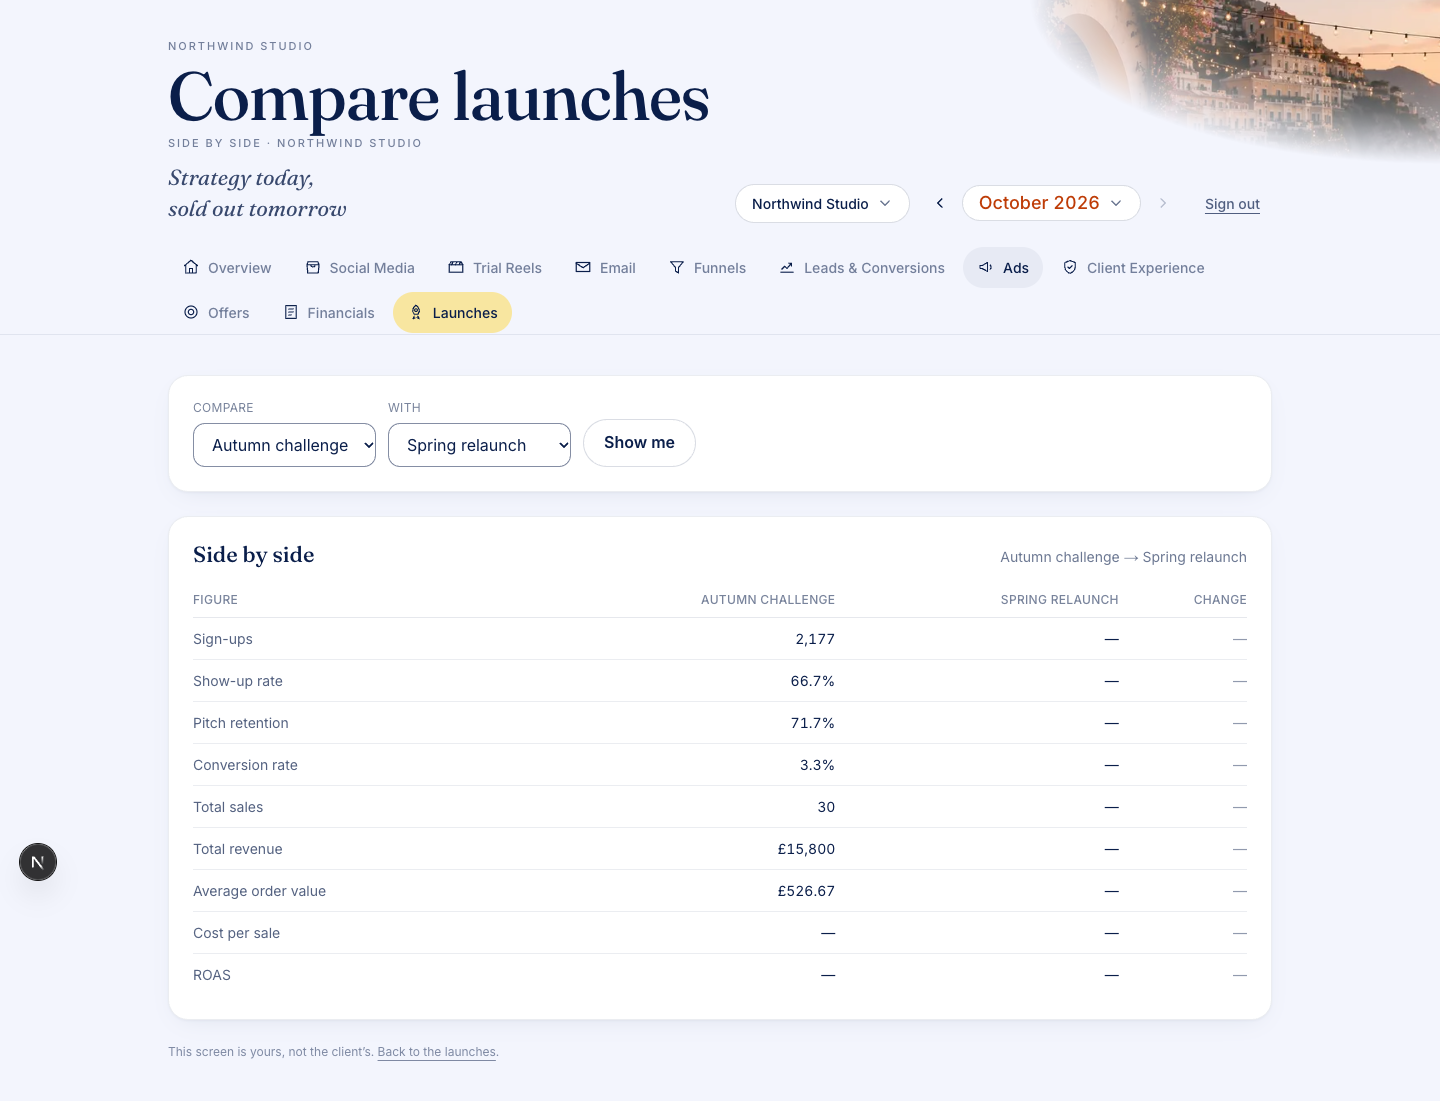 NORTHWIND STUDIO
Compare launches
SIDE BY SIDE · NORTHWIND STUDIO
Strategy today,
sold out tomorrow
Northwind Studio
October 2026
Sign out
Overview Social Media Trial Reels Email Funnels Leads & Conversions Ads Client Experience
Offers Financials Launches
COMPARE WITH
Autumn challenge Spring relaunch Show me
Side by side Autumn challenge → Spring relaunch
FIGURE AUTUMN CHALLENGE SPRING RELAUNCH CHANGE
Sign-ups 2,177 — —
Show-up rate 66.7% — —
Pitch retention 71.7% — —
Conversion rate 3.3% — —
Total sales 30 — —
Total revenue £15,800 — —
Average order value £526.67 — —
Cost per sale — — —
ROAS — — —
N
This screen is yours, not the client’s. Back to the launches.